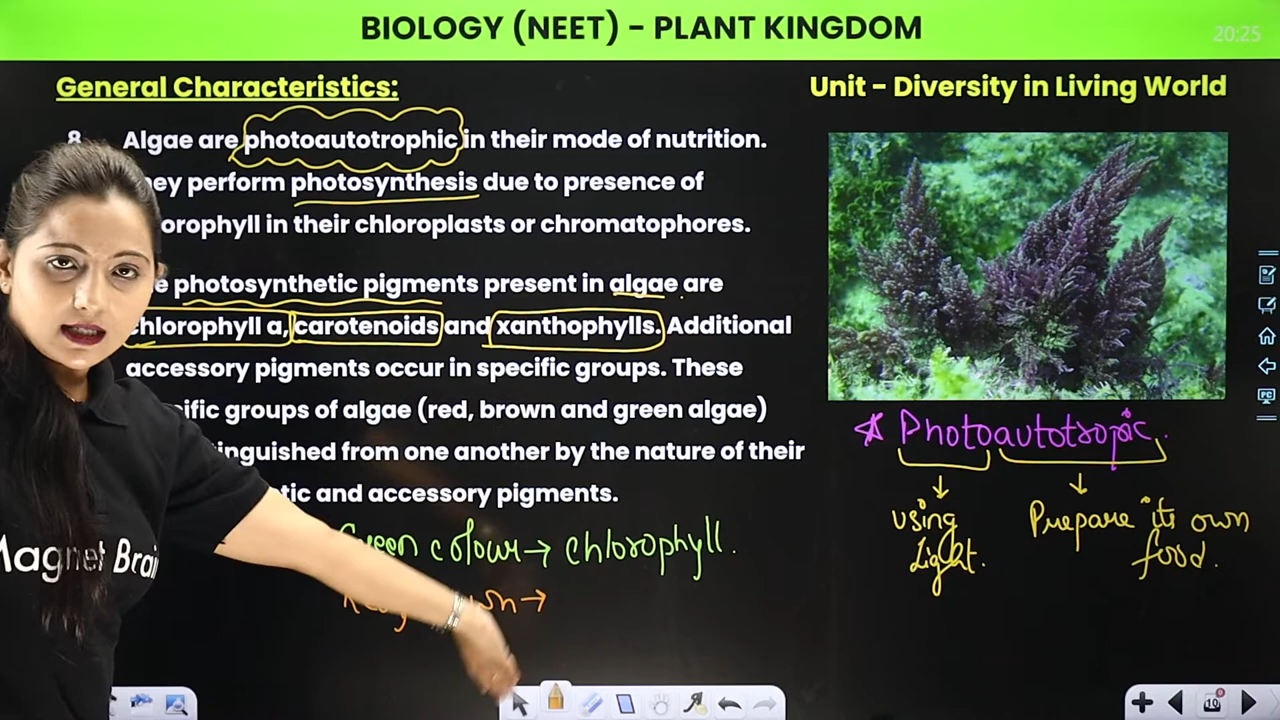 BIOLOGY (NEET) – PLANT KINGDOM
20:25
General Characteristics:
Unit – Diversity in Living World
8
Algae are photoautotrophic in their mode of nutrition.
ey perform photosynthesis due to presence of
orophyll in their chloroplasts or chromatophores.
e photosynthetic pigments present in algae are
chlorophyll a, carotenoids and xanthophylls. Additional
accessory pigments occur in specific groups. These
ific groups of algae (red, brown and green algae)
inguished from one another by the nature of their
tic and accessory pigments.
Green colour → chlorophyll.
→
Photoautotropic.
using Light.
Prepare its own food.
Magnet Brai
PC
10